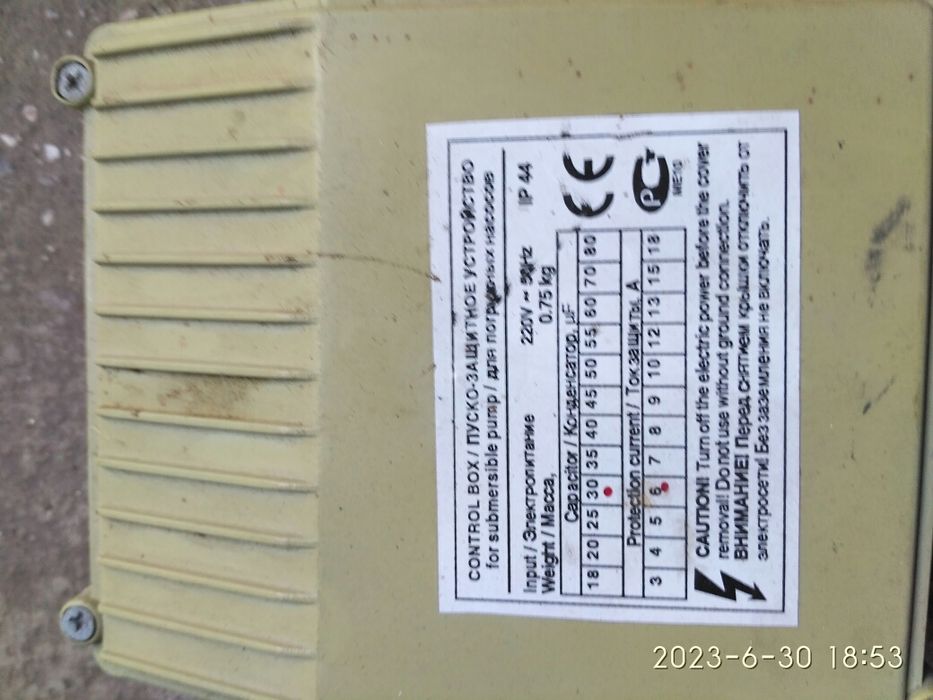 CONTROL BOX / ПУСКО-ЗАЩИТНОЕ УСТРОЙСТВО
for submersible pump / для погружных насосов
Input / Электропитание 220V ~ 50Hz IP 44
Weight / Масса, 0.75 kg
Capacitor / Конденсатор, µF
18 20 25 30 35 40 45 50 55 60 70 80
Protection current / Ток защиты, А
3 4 5 6 7 8 9 10 12 13 15 18
CE
РСТ
ME10
CAUTION! Turn off the electric power before the cover
removal! Do not use without ground connection.
ВНИМАНИЕ! Перед снятием крышки отключить от
электросети! Без заземления не включать.
2023-6-30 18:53